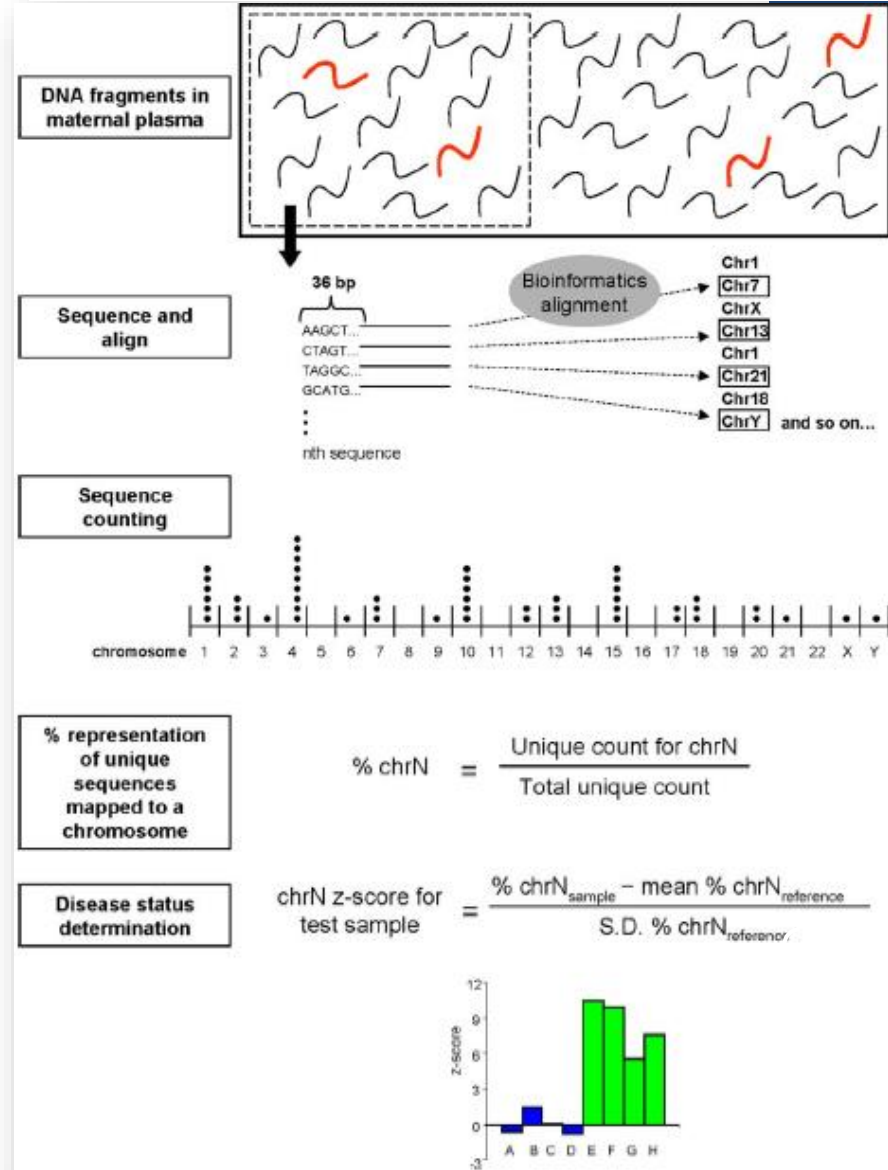 DNA fragments in
maternal plasma
Sequence and
align
36 bp
AAGCT...
CTAGT...
TAGGC...
GCATG...
nth sequence
Bioinformatics
alignment
Chr1
Chr7
ChrX
Chr13
Chr1
Chr21
Chr18
ChrY and so on...
Sequence
counting
chromosome 1 2 3 4 5 6 7 8 9 10 11 12 13 14 15 16 17 18 19 20 21 22 X Y
% representation
of unique
sequences
mapped to a
chromosome
% chrN = Unique count for chrN
Total unique count
Disease status
determination
chrN z-score for
test sample
= % chrNsample – mean % chrNreference
S.D. % chrNreference
z-score
12
9
6
3
0
-3
A B C D E F G H